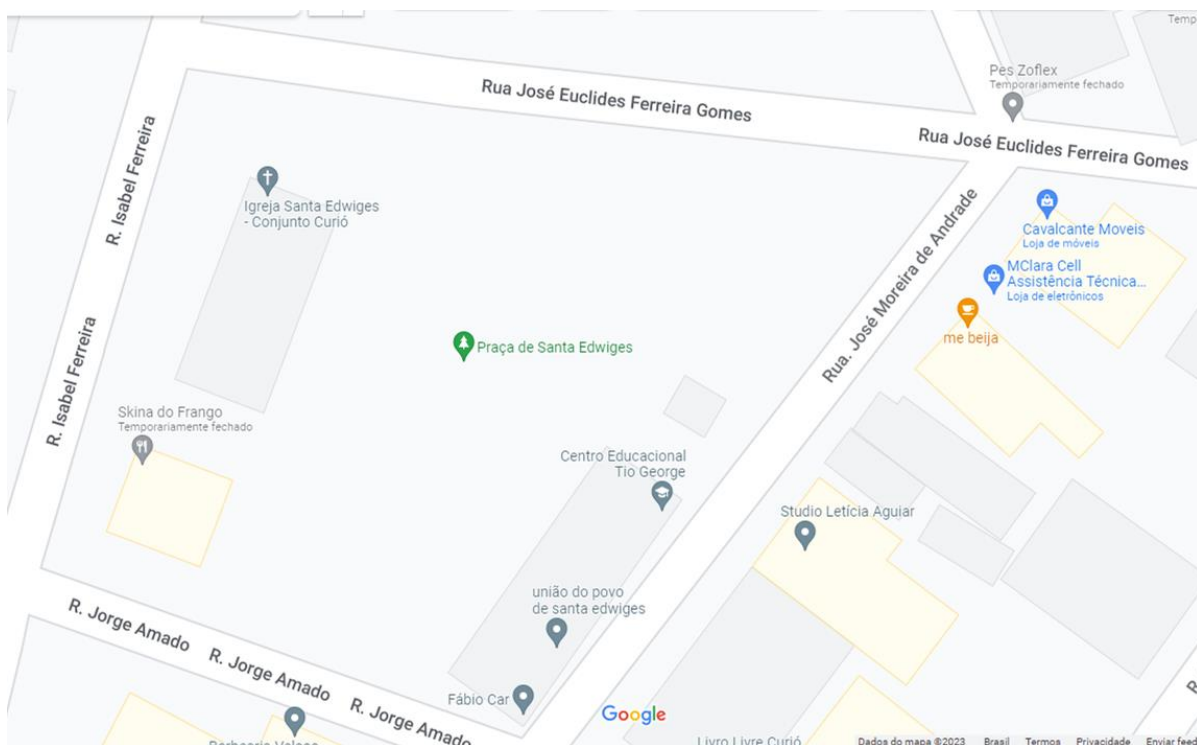 Temp
Pes Zoflex
Temporariamente fechado
Rua José Euclides Ferreira Gomes
Rua José Euclides Ferreira Gomes
R. Isabel Ferreira
Igreja Santa Edwiges
- Conjunto Curió
Rua. José Moreira de Andrade
Cavalcante Moveis
Loja de móveis
MClara Cell
Assistência Técnica...
Loja de eletrônicos
me beija
Praça de Santa Edwiges
R. Isabel Ferreira
Skina do Frango
Temporariamente fechado
Centro Educacional
Tio George
Studio Letícia Aguiar
união do povo
de santa edwiges
R. Jorge Amado
R. Jorge Amado
R. Jorge Amado
Fábio Car
Google
Livro Livre Curió
R
Dados do mapa ©2023 Brasil Termos Privacidade Enviar feed